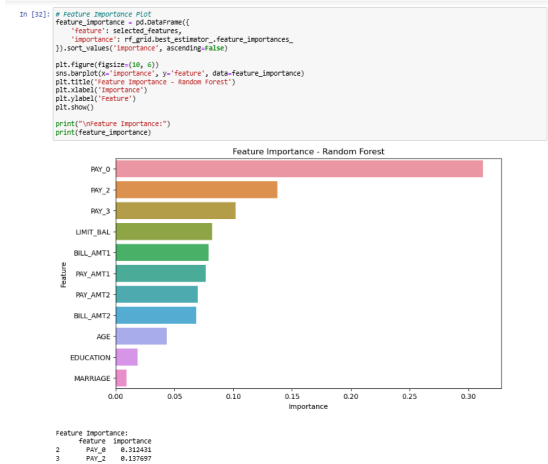 In [32]: # Feature Importance Plot
feature_importance = pd.DataFrame({
'feature': selected_features,
'importance': rf_grid.best_estimator_.feature_importances_
}).sort_values('importance', ascending=False)
plt.figure(figsize=(10, 6))
sns.barplot(x='importance', y='feature', data=feature_importance)
plt.title('Feature Importance - Random Forest')
plt.xlabel('Importance')
plt.ylabel('Feature')
plt.show()
print("\nFeature Importance:")
print(feature_importance)
Feature Importance - Random Forest
PAY_0
PAY_2
PAY_3
LIMIT_BAL
BILL_AMT1
PAY_AMT1
PAY_AMT2
BILL_AMT2
AGE
EDUCATION
MARRIAGE
Feature
0.00 0.05 0.10 0.15 0.20 0.25 0.30
Importance
Feature Importance:
feature importance
2 PAY_0 0.312431
3 PAY_2 0.137697